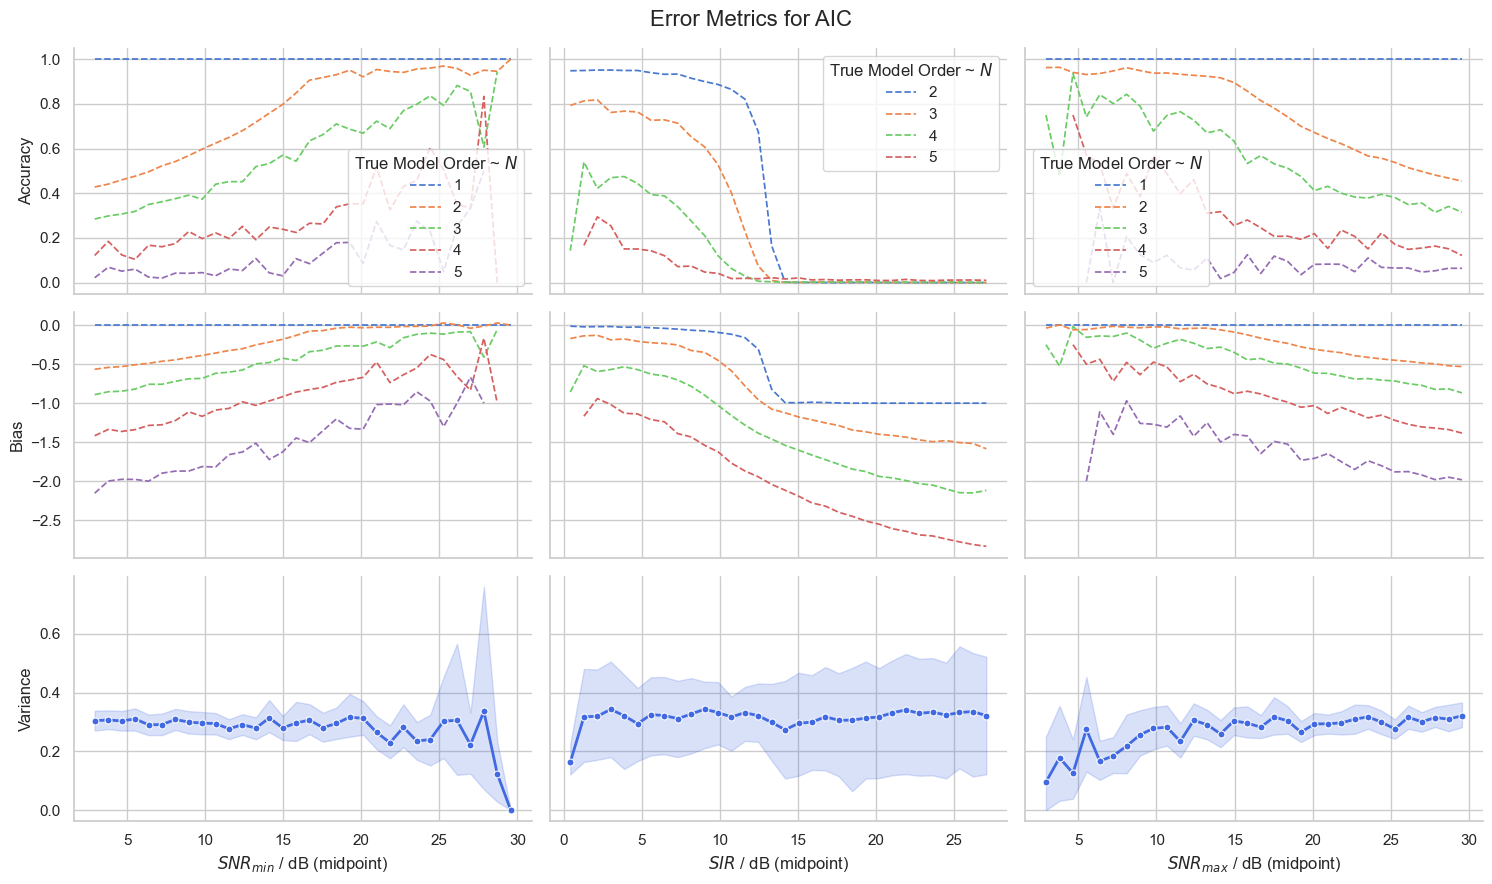 Error Metrics for AIC
Accuracy
1.0
0.8
0.6
0.4
0.2
0.0
True Model Order ~ N
1
2
3
4
5
True Model Order ~ N
2
3
4
5
True Model Order ~ N
1
2
3
4
5
Bias
0.0
−0.5
−1.0
−1.5
−2.0
−2.5
Variance
0.6
0.4
0.2
0.0
5 10 15 20 25 30
0 5 10 15 20 25
5 10 15 20 25 30
SNR_min / dB (midpoint)
SIR / dB (midpoint)
SNR_max / dB (midpoint)